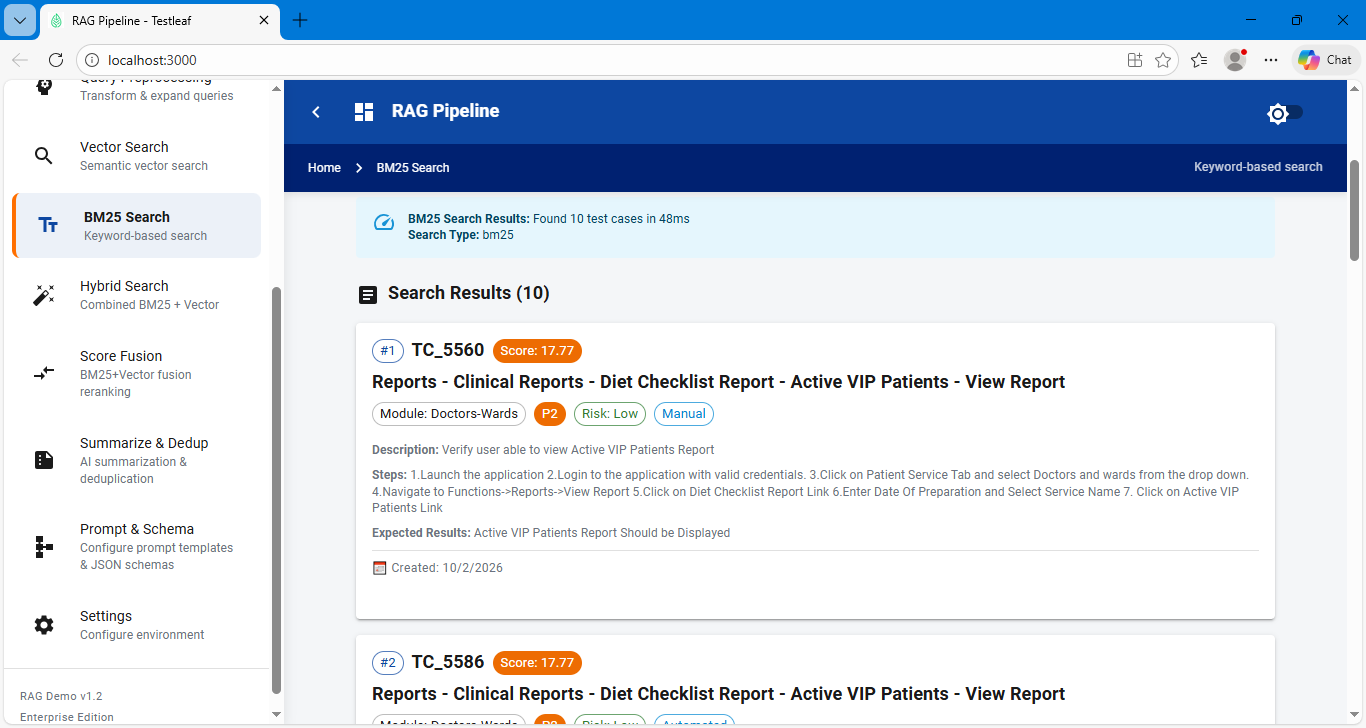 RAG Pipeline - Testleaf
localhost:3000
Chat
Query Preprocessing
Transform & expand queries
Vector Search
Semantic vector search
BM25 Search
Keyword-based search
Hybrid Search
Combined BM25 + Vector
Score Fusion
BM25+Vector fusion
reranking
Summarize & Dedup
AI summarization &
deduplication
Prompt & Schema
Configure prompt templates
& JSON schemas
Settings
Configure environment
RAG Demo v1.2
Enterprise Edition
RAG Pipeline
Home > BM25 Search
Keyword-based search
BM25 Search Results: Found 10 test cases in 48ms
Search Type: bm25
Search Results (10)
#1 TC_5560 Score: 17.77
Reports - Clinical Reports - Diet Checklist Report - Active VIP Patients - View Report
Module: Doctors-Wards P2 Risk: Low Manual
Description: Verify user able to view Active VIP Patients Report
Steps: 1.Launch the application 2.Login to the application with valid credentials. 3.Click on Patient Service Tab and select Doctors and wards from the drop down.
4.Navigate to Functions->Reports->View Report 5.Click on Diet Checklist Report Link 6.Enter Date Of Preparation and Select Service Name 7. Click on Active VIP
Patients Link
Expected Results: Active VIP Patients Report Should be Displayed
Created: 10/2/2026
#2 TC_5586 Score: 17.77
Reports - Clinical Reports - Diet Checklist Report - Active VIP Patients - View Report
Module: Doctors-Wards P2 Risk: Low Automated